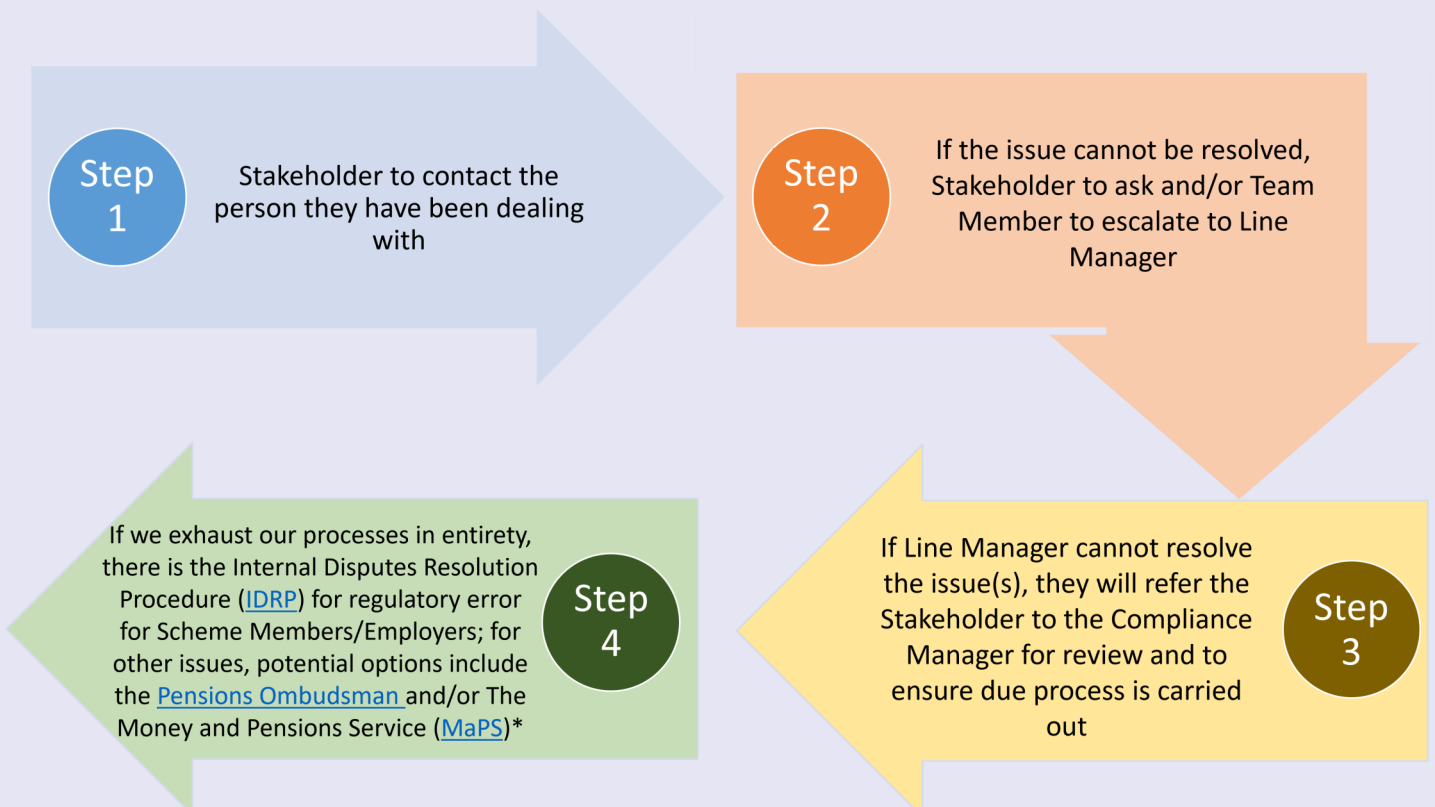 Step
1
Stakeholder to contact the
person they have been dealing
with
Step
2
If the issue cannot be resolved,
Stakeholder to ask and/or Team
Member to escalate to Line
Manager
If Line Manager cannot resolve
the issue(s), they will refer the
Stakeholder to the Compliance
Manager for review and to
ensure due process is carried
out
Step
3
If we exhaust our processes in entirety,
there is the Internal Disputes Resolution
Procedure (IDRP) for regulatory error
for Scheme Members/Employers; for
other issues, potential options include
the Pensions Ombudsman and/or The
Money and Pensions Service (MaPS)*
Step
4